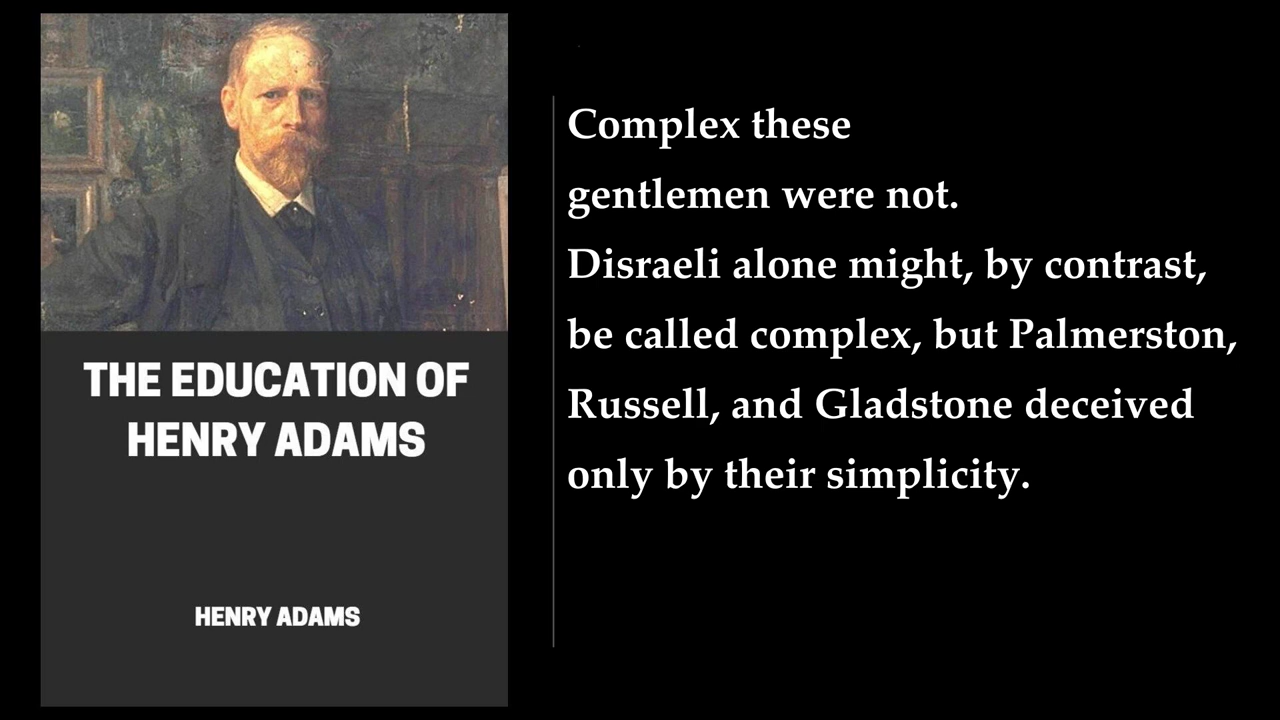 THE EDUCATION OF
HENRY ADAMS
HENRY ADAMS
Complex these
gentlemen were not.
Disraeli alone might, by contrast,
be called complex, but Palmerston,
Russell, and Gladstone deceived
only by their simplicity.